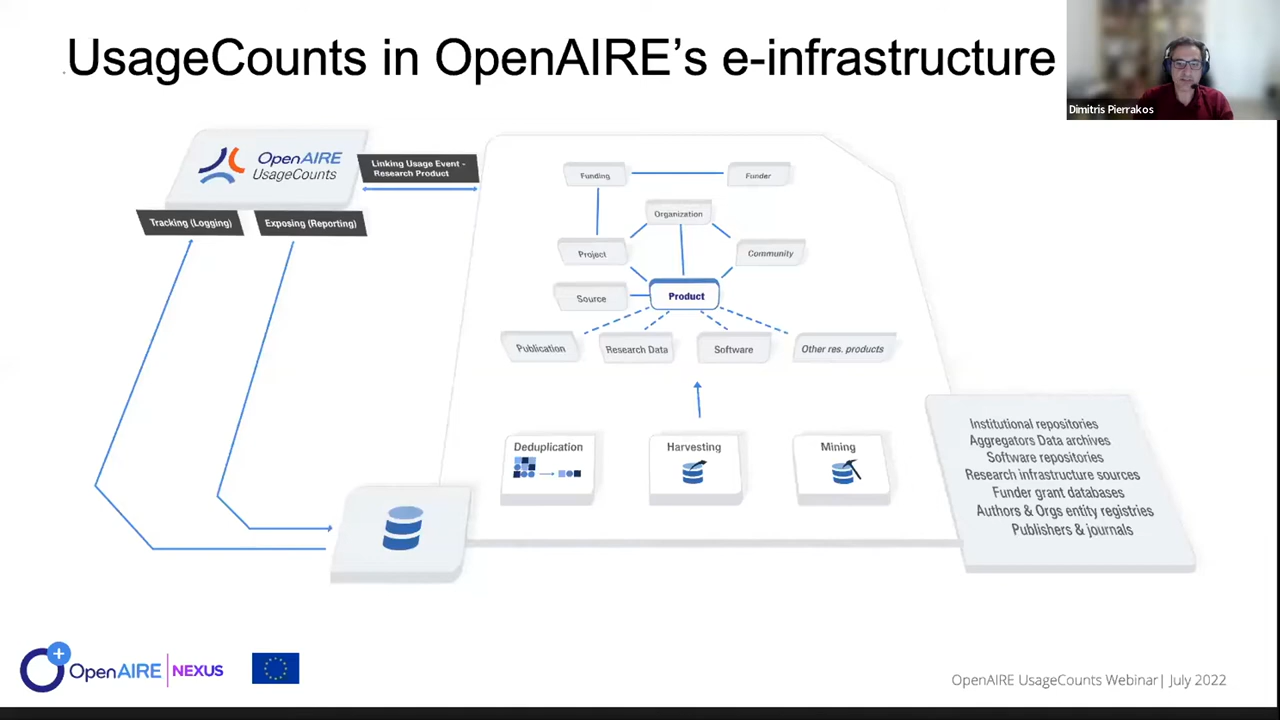 UsageCounts in OpenAIRE's e-infrastructure
Dimitris Pierrakos
OpenAIRE
UsageCounts
Linking Usage Event -
Research Product
Tracking (Logging)
Exposing (Reporting)
Funding
Funder
Organization
Project
Community
Source
Product
Publication
Research Data
Software
Other res. products
Deduplication
Harvesting
Mining
Institutional repositories
Aggregators Data archives
Software repositories
Research infrastructure sources
Funder grant databases
Authors & Orgs entity registries
Publishers & journals
OpenAIRE
NEXUS
OpenAIRE UsageCounts Webinar| July 2022